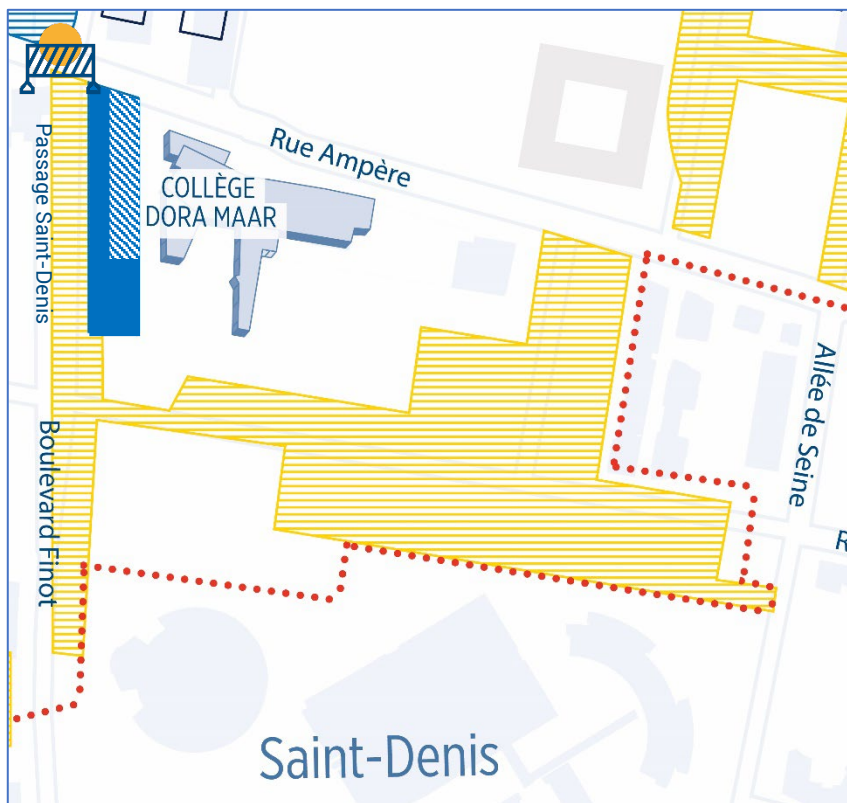 Rue Ampère
Passage Saint-Denis
COLLÈGE
DORA MAAR
Allée de Seine
Boulevard Finot
R
Saint-Denis